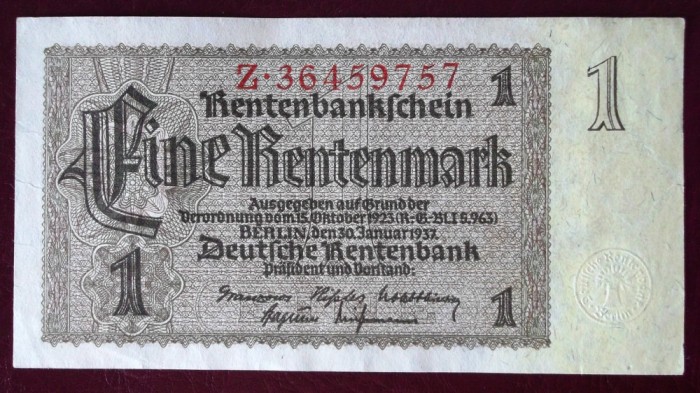 Z·36459757
1
1
Rentenbankschein
Eine Rentenmark
Ausgegeben auf Grund der
Verordnung vom 15. Oktober 1923 (R-G-Bl I S. 963)
BERLIN, den 30. Januar 1937.
Deutsche Rentenbank
Präsident und Vorstand:
1
1